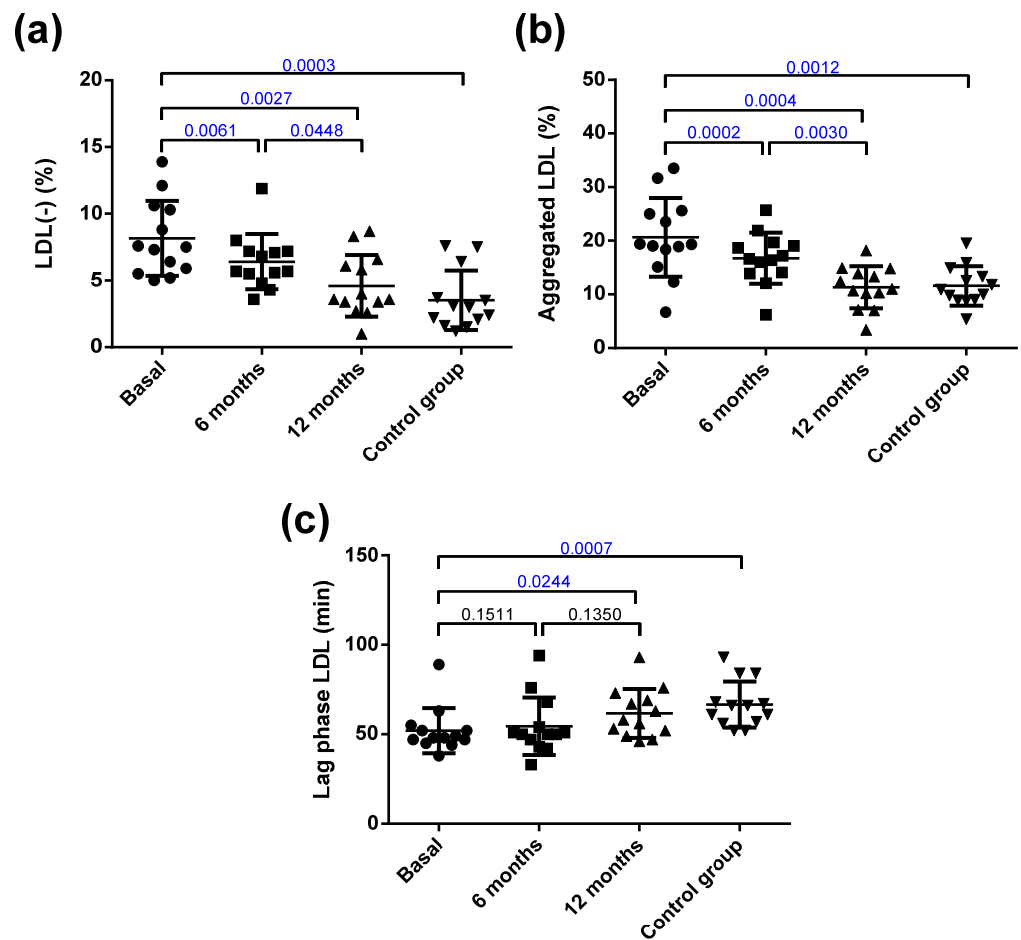 (a)
0.0003
0.0027
0.0061
0.0448
20
15
10
5
0
LDL(-) (%)
Basal
6 months
12 months
Control group
(b)
0.0012
0.0004
0.0002
0.0030
50
40
30
20
10
0
Aggregated LDL (%)
Basal
6 months
12 months
Control group
(c)
0.0007
0.0244
0.1511
0.1350
150
100
50
0
Lag phase LDL (min)
Basal
6 months
12 months
Control group